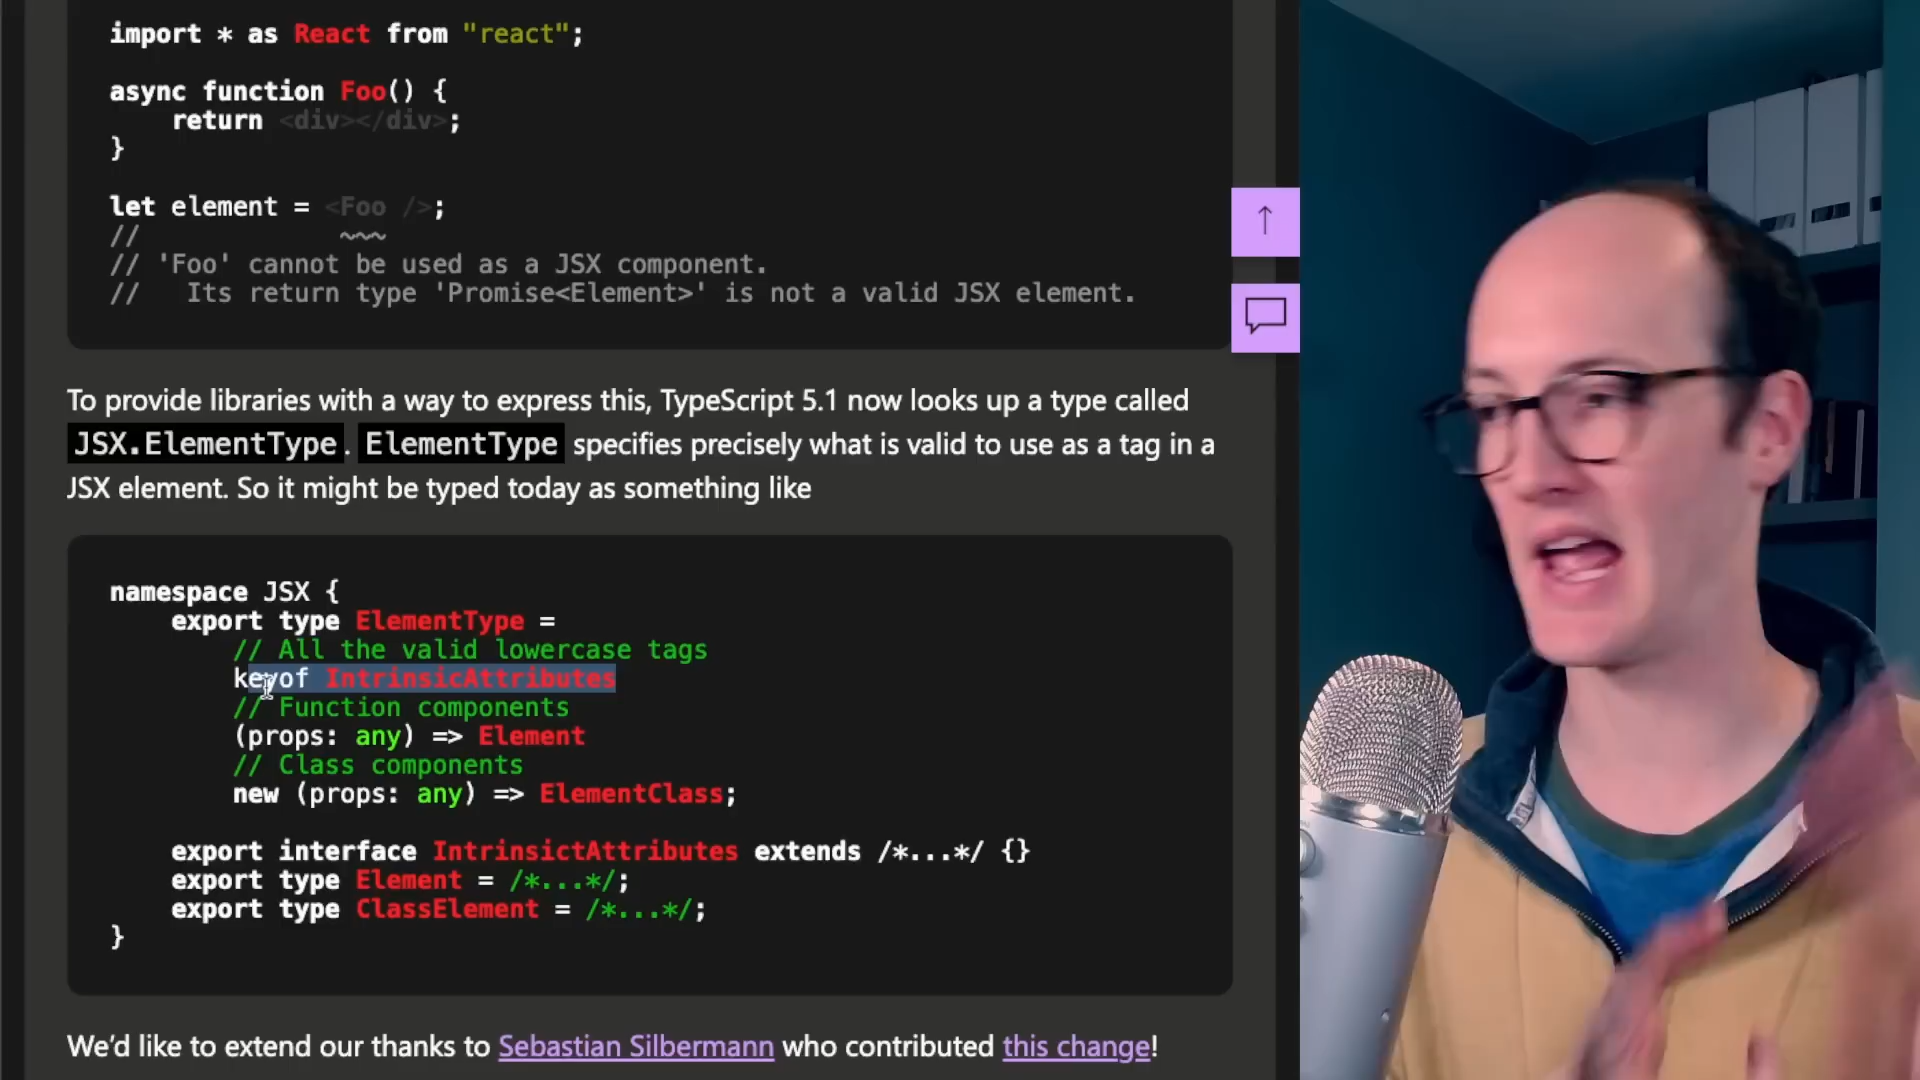 import * as React from "react";
async function Foo() {
return <div></div>;
}
let element = <Foo />;
// ~~~
// 'Foo' cannot be used as a JSX component.
// Its return type 'Promise<Element>' is not a valid JSX element.
To provide libraries with a way to express this, TypeScript 5.1 now looks up a type called
JSX.ElementType. ElementType specifies precisely what is valid to use as a tag in a
JSX element. So it might be typed today as something like
namespace JSX {
export type ElementType =
// All the valid lowercase tags
keyof IntrinsicAttributes
// Function components
(props: any) => Element
// Class components
new (props: any) => ElementClass;
export interface IntrinsictAttributes extends /*...*/ {}
export type Element = /*...*/;
export type ClassElement = /*...*/;
}
We’d like to extend our thanks to Sebastian Silbermann who contributed this change!